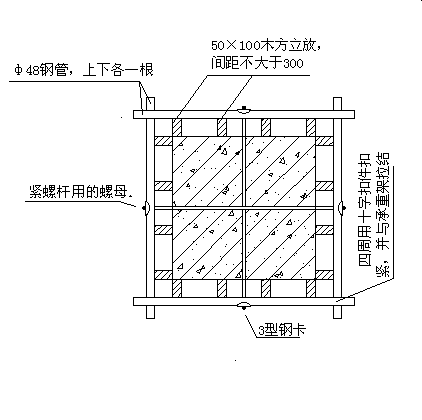 50×100木方立放，
间距不大于300
ф48钢管，上下各一根
紧螺杆用的螺母.
四周用十字扣件扣
紧，并与承重架拉结
3型钢卡